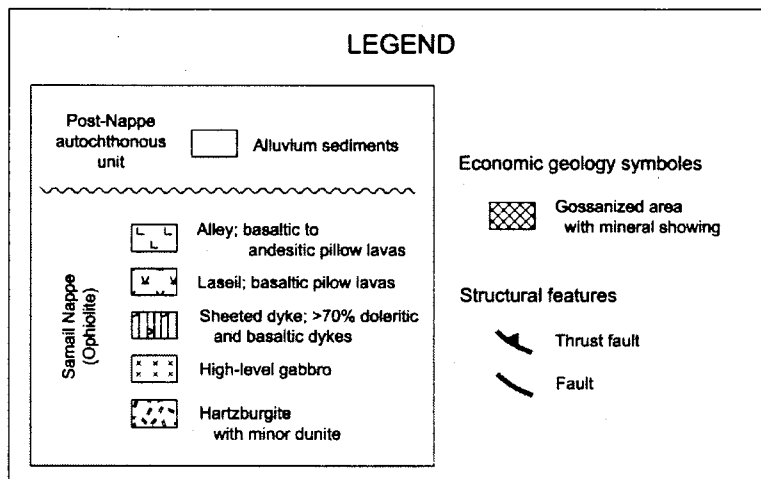 LEGEND
Post-Nappe
autochthonous
unit
Alluvium sediments
Samail Nappe
(Ophiolite)
Alley; basaltic to
andesitic pillow lavas
Laseil; basaltic pilow lavas
Sheeted dyke; >70% doleritic
and basaltic dykes
High-level gabbro
Hartzburgite
with minor dunite
Economic geology symboles
Gossanized area
with mineral showing
Structural features
Thrust fault
Fault